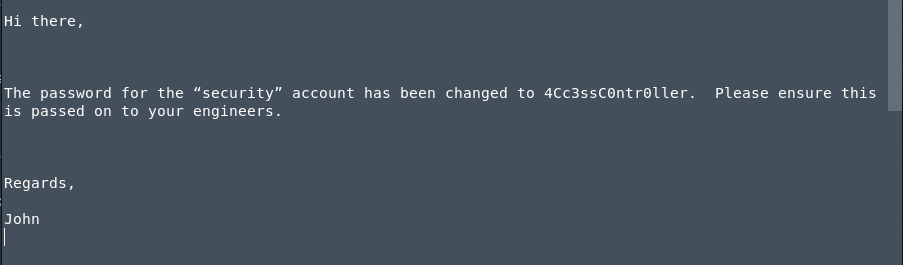 Hi there,
The password for the “security” account has been changed to 4Cc3ssC0ntr0ller.  Please ensure this
is passed on to your engineers.
Regards,
John